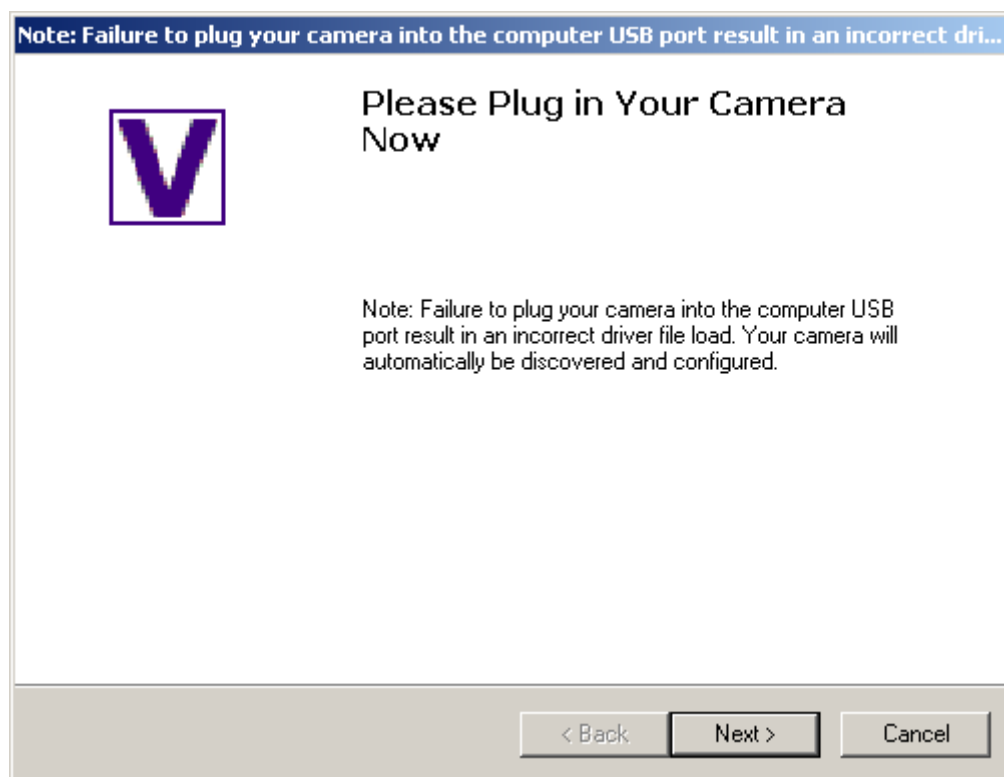 Note: Failure to plug your camera into the computer USB port result in an incorrect dri...
V
Please Plug in Your Camera
Now
Note: Failure to plug your camera into the computer USB
port result in an incorrect driver file load. Your camera will
automatically be discovered and configured.
< Back
Next >
Cancel